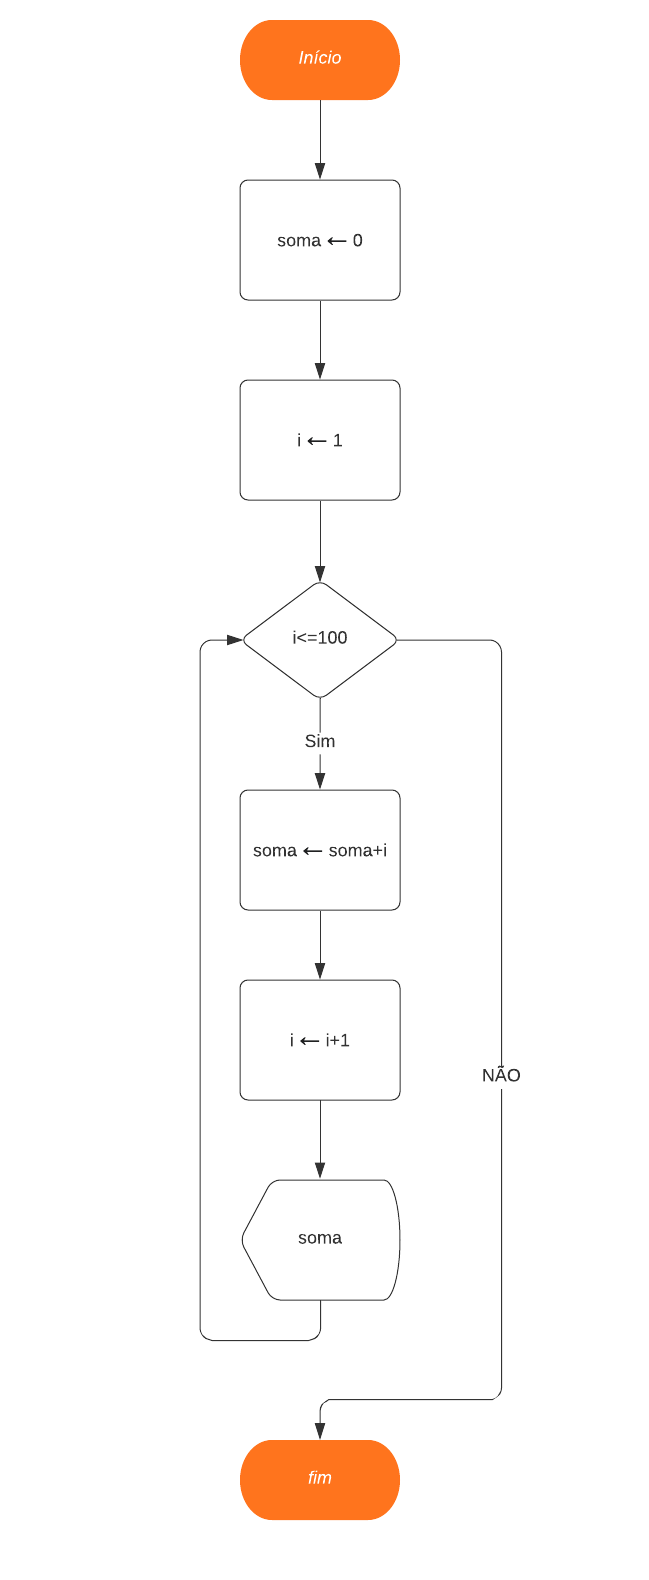 Início
soma ← 0
i ← 1
i<=100
Sim
soma ← soma+i
i ← i+1
NÃO
soma
fim